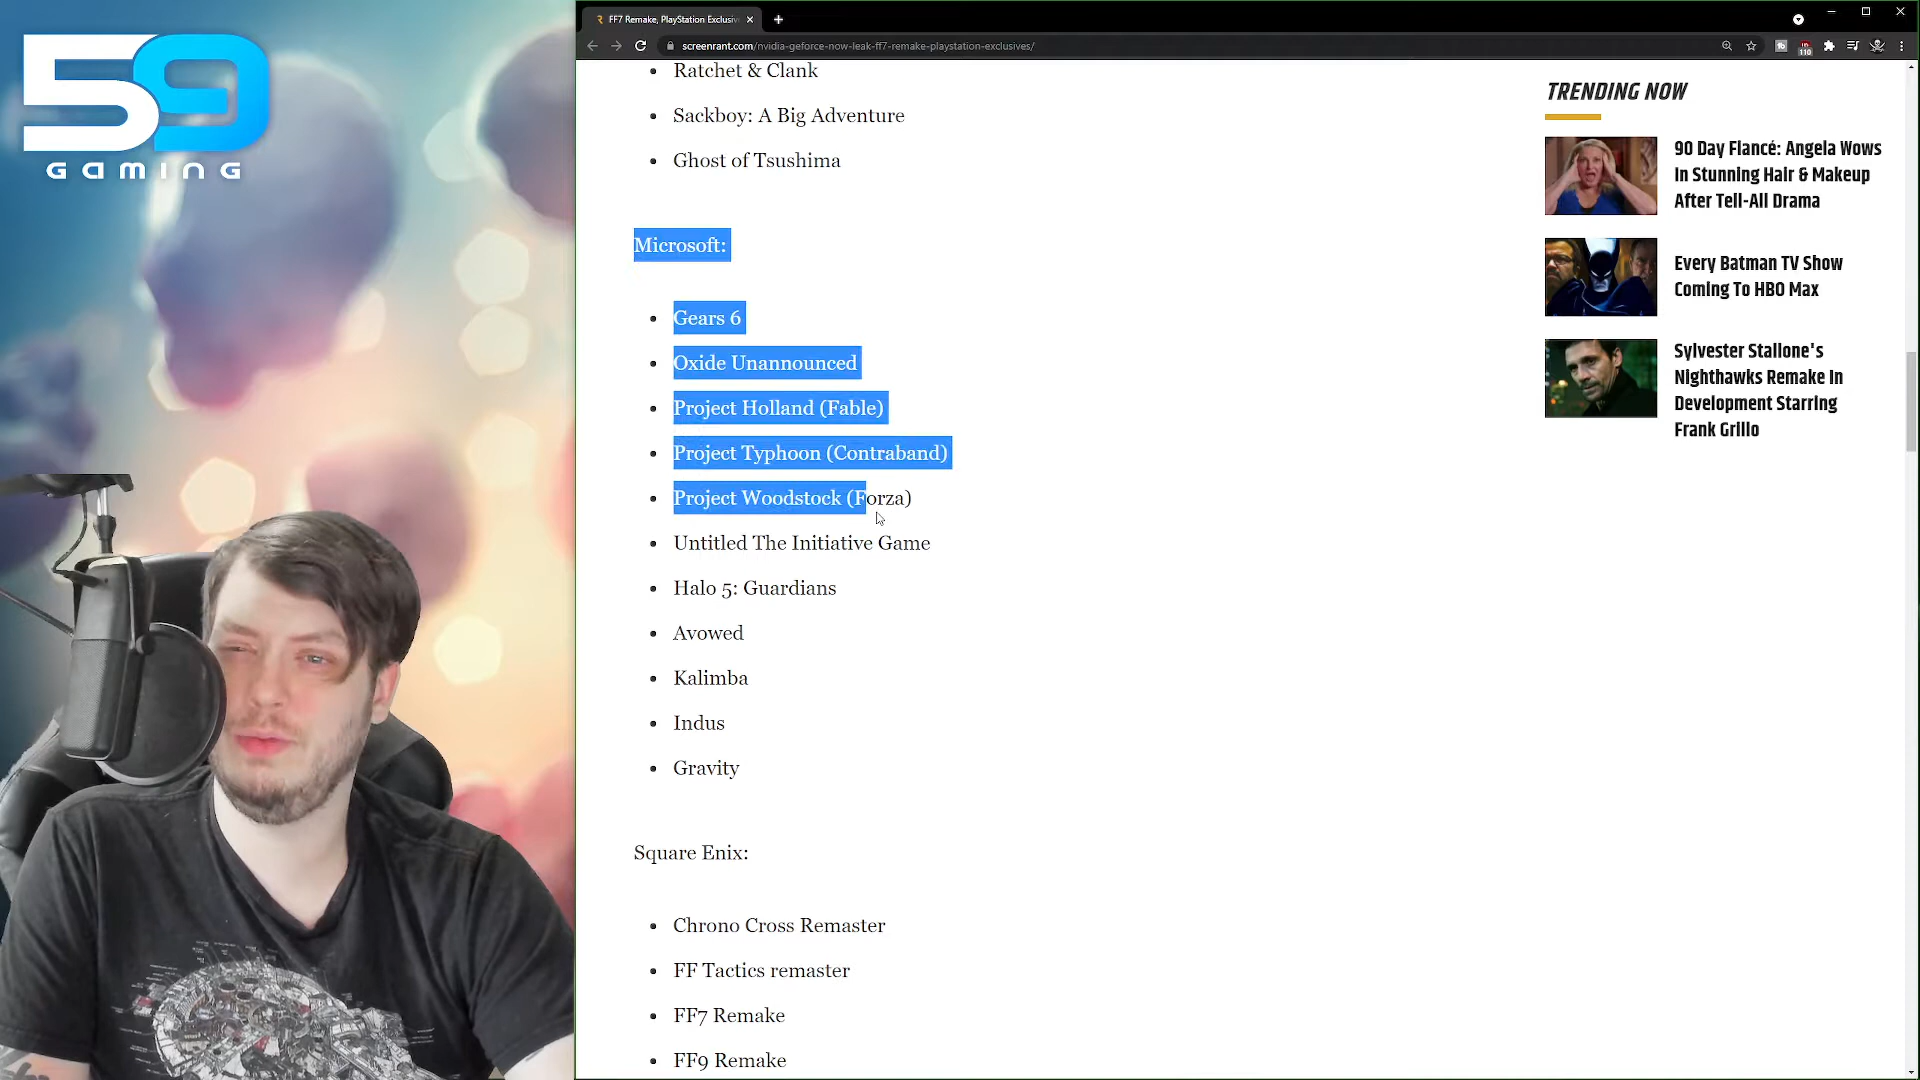 59
GAMING
FF7 Remake, PlayStation Exclusiv
screenrant.com/nvidia-geforce-now-leak-ff7-remake-playstation-exclusives/
110
Ratchet & Clank
Sackboy: A Big Adventure
Ghost of Tsushima
Microsoft:
Gears 6
Oxide Unannounced
Project Holland (Fable)
Project Typhoon (Contraband)
Project Woodstock (Forza)
Untitled The Initiative Game
Halo 5: Guardians
Avowed
Kalimba
Indus
Gravity
Square Enix:
Chrono Cross Remaster
FF Tactics remaster
FF7 Remake
FF9 Remake
TRENDING NOW
90 Day Fiancé: Angela Wows
In Stunning Hair & Makeup
After Tell-All Drama
Every Batman TV Show
Coming To HBO Max
Sylvester Stallone's
Nighthawks Remake In
Development Starring
Frank Grillo